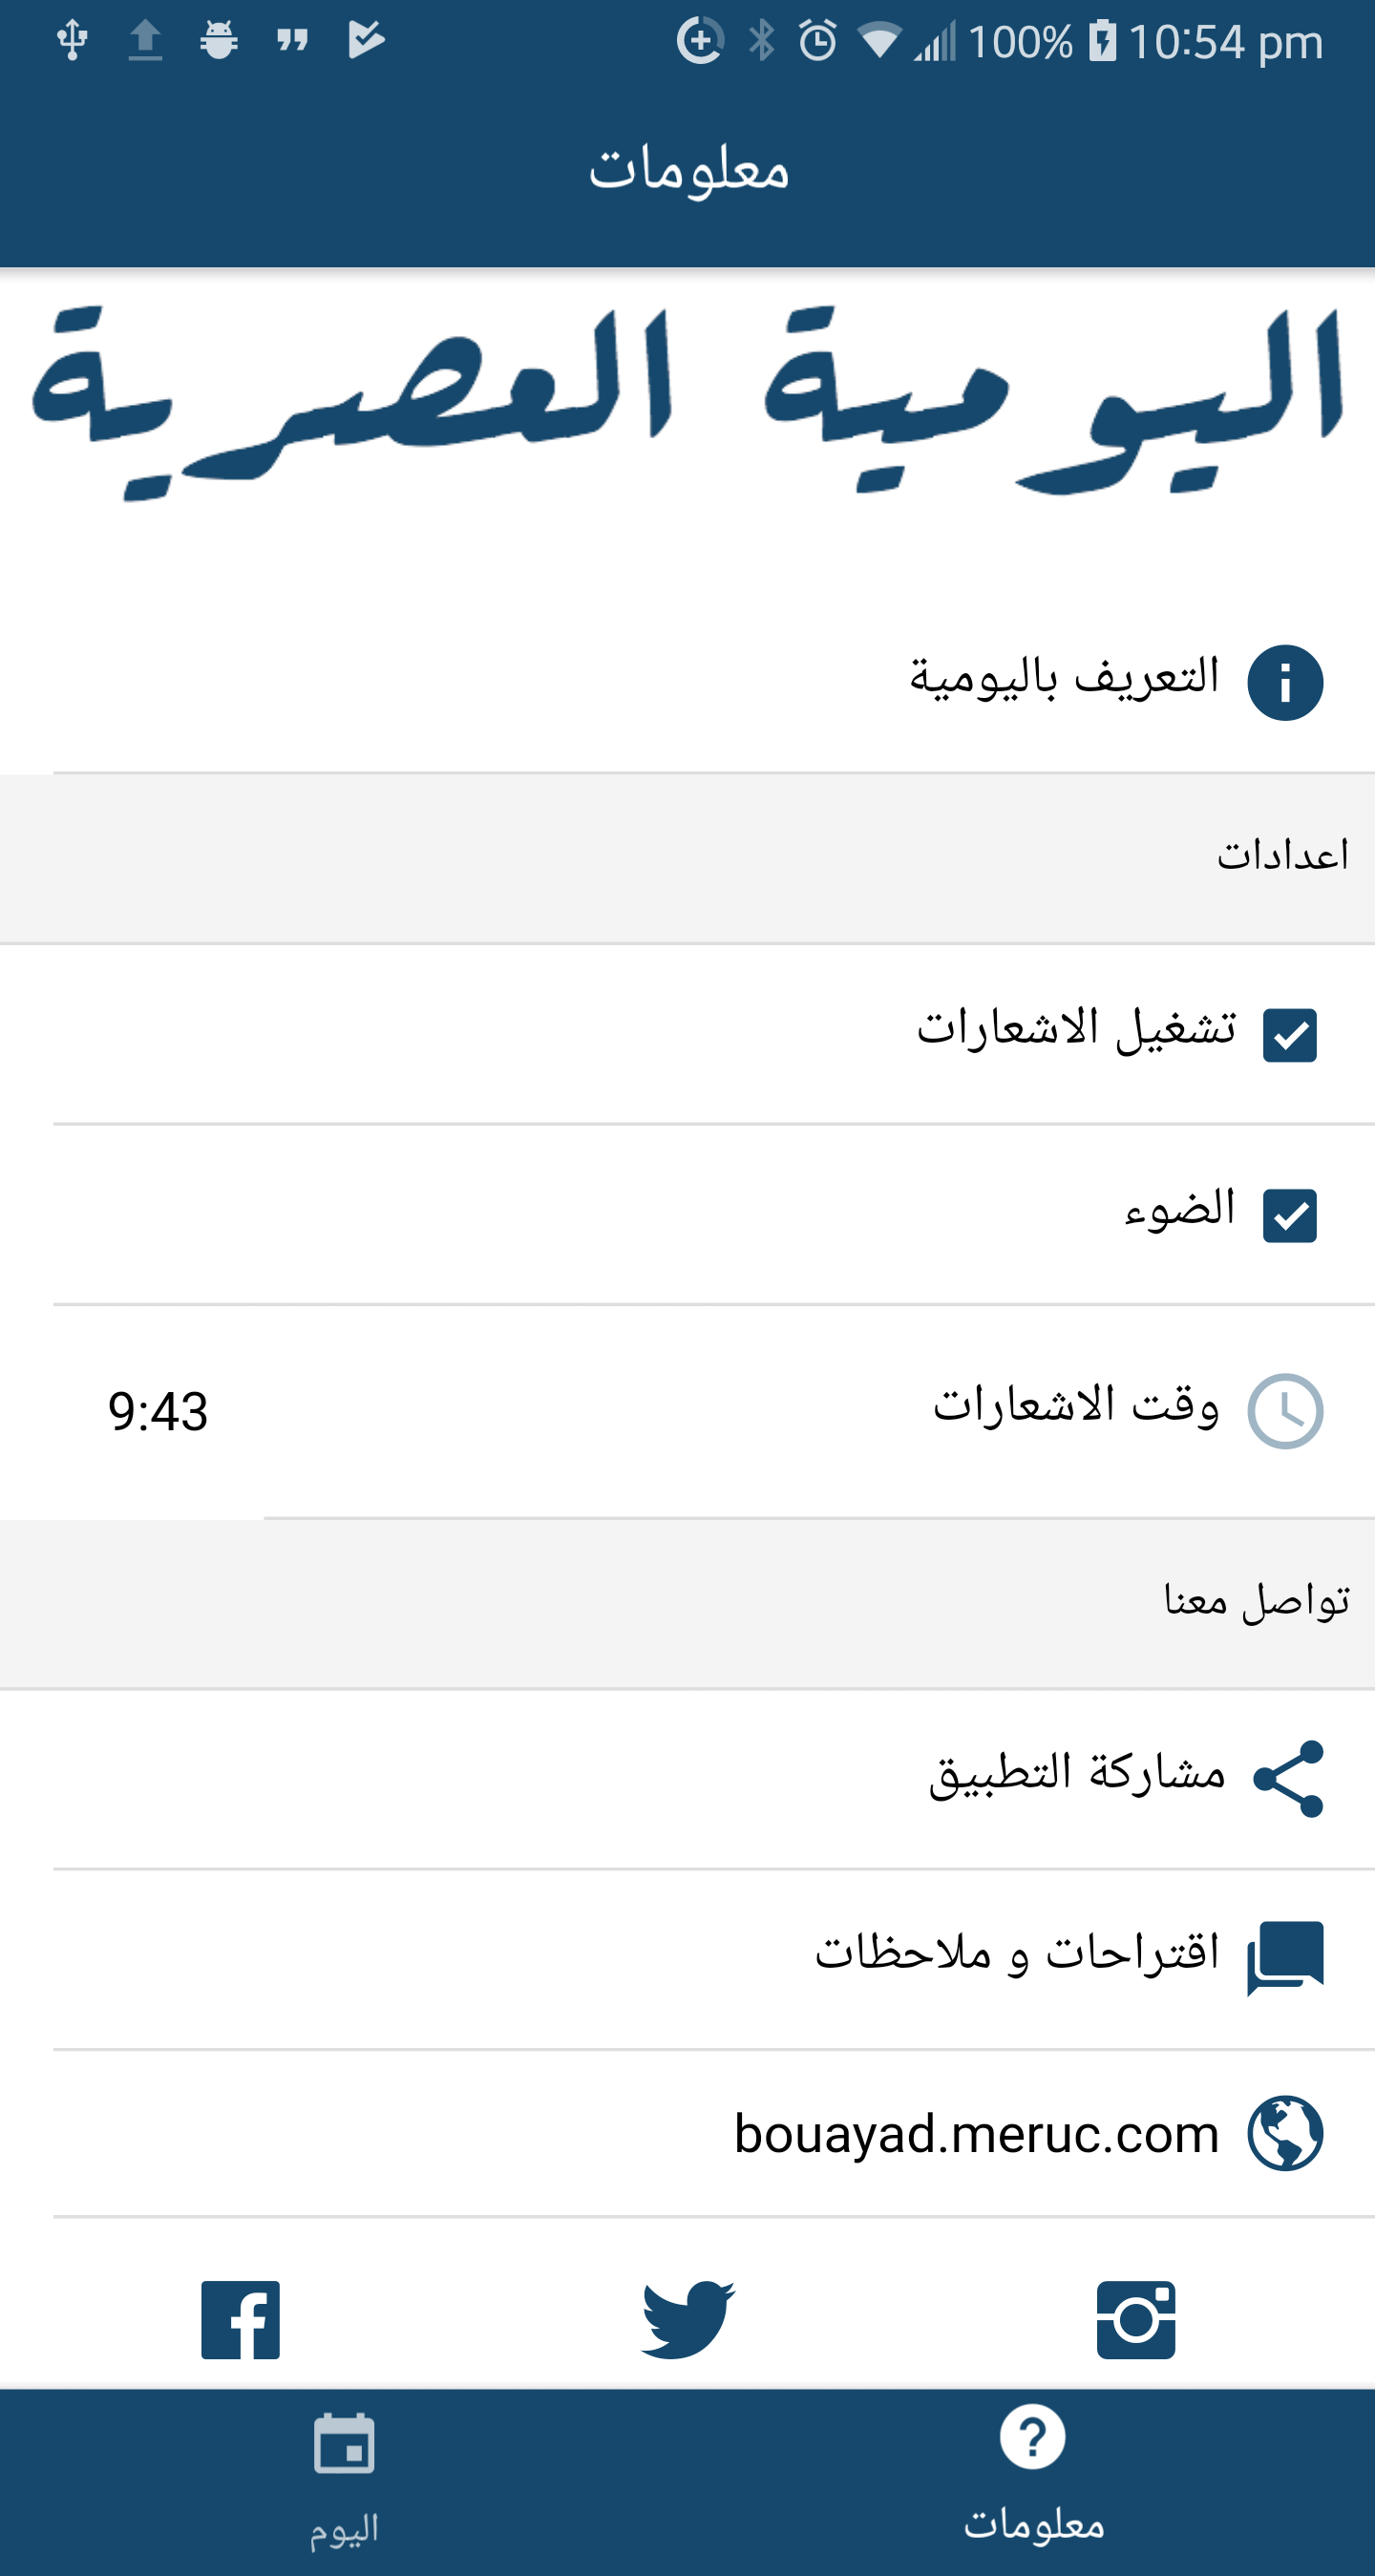 100% 10:54 pm
معلومات
اليومية العصرية
التعريف باليومية
اعدادات
تشغيل الاشعارات
الضوء
وقت الاشعارات 9:43
تواصل معنا
مشاركة التطبيق
اقتراحات و ملاحظات
bouayad.meruc.com
معلومات اليوم